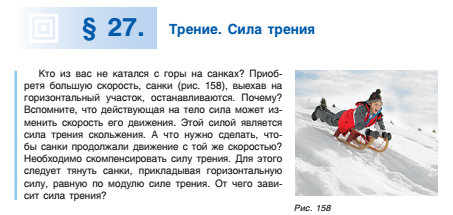 § 27.
Трение. Сила трения
Кто из вас не катался с горы на санках? Приоб-
ретя большую скорость, санки (рис. 158), выехав на
горизонтальный участок, останавливаются. Почему?
Вспомните, что действующая на тело сила может из-
менить скорость его движения. Этой силой является
сила трения скольжения. А что нужно сделать, что-
бы санки продолжали движение с той же скоростью?
Необходимо скомпенсировать силу трения. Для этого
следует тянуть санки, прикладывая горизонтальную
силу, равную по модулю силе трения. От чего зави-
сит сила трения?
Рис. 158